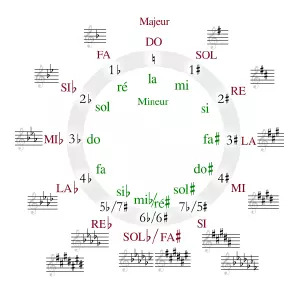 Majeur
DO
FA ♮ SOL
1♭ la 1♯
ré mi
Mineur
SI♭ 2♭ sol si 2♯ RE
MI♭ 3♭ do fa♯ 3♯ LA
fa do♯
LA♭ 4♭ 4♯ MI
si♭ sol♯
mi♭/ré♯
5♭/7♯ 7♭/5♯
RE♭ 6♭/6♯ SI
SOL♭/FA♯